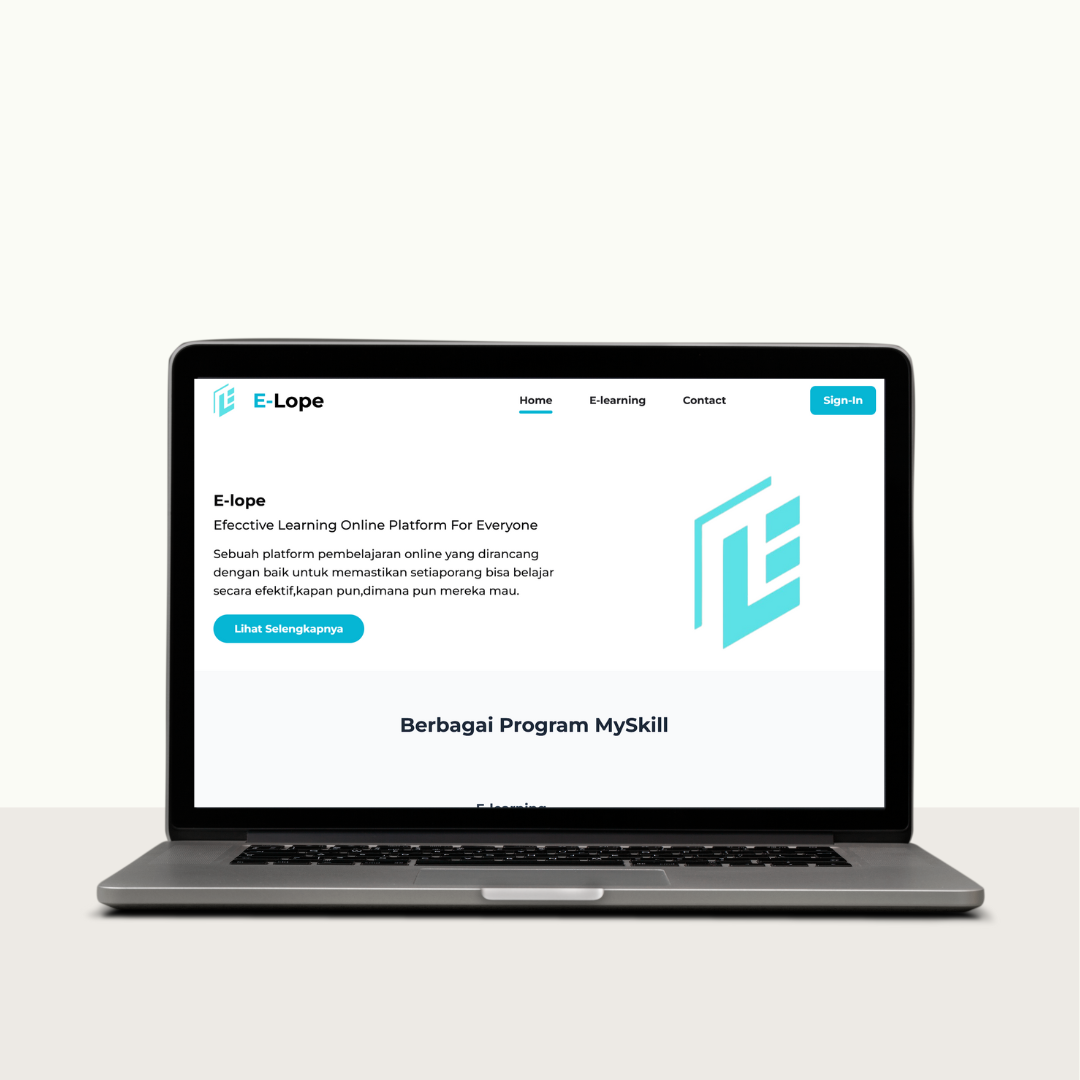 E-Lope
Home
E-learning
Contact
Sign-In
E-lope
Efecctive Learning Online Platform For Everyone
Sebuah platform pembelajaran online yang dirancang
dengan baik untuk memastikan setiaporang bisa belajar
secara efektif,kapan pun,dimana pun mereka mau.
Lihat Selengkapnya
Berbagai Program MySkill
E-learning